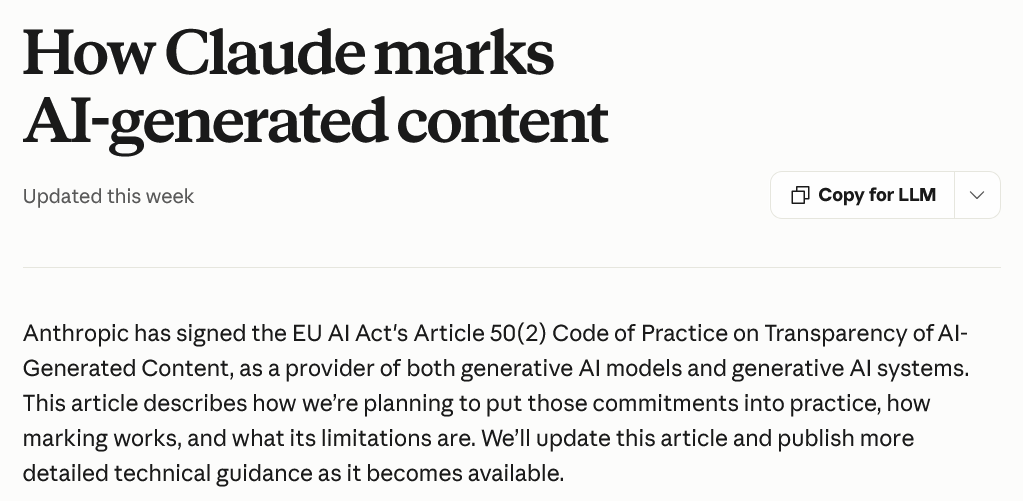 How Claude marks
AI-generated content
Updated this week
Copy for LLM
Anthropic has signed the EU AI Act's Article 50(2) Code of Practice on Transparency of AI-
Generated Content, as a provider of both generative AI models and generative AI systems.
This article describes how we’re planning to put those commitments into practice, how
marking works, and what its limitations are. We’ll update this article and publish more
detailed technical guidance as it becomes available.